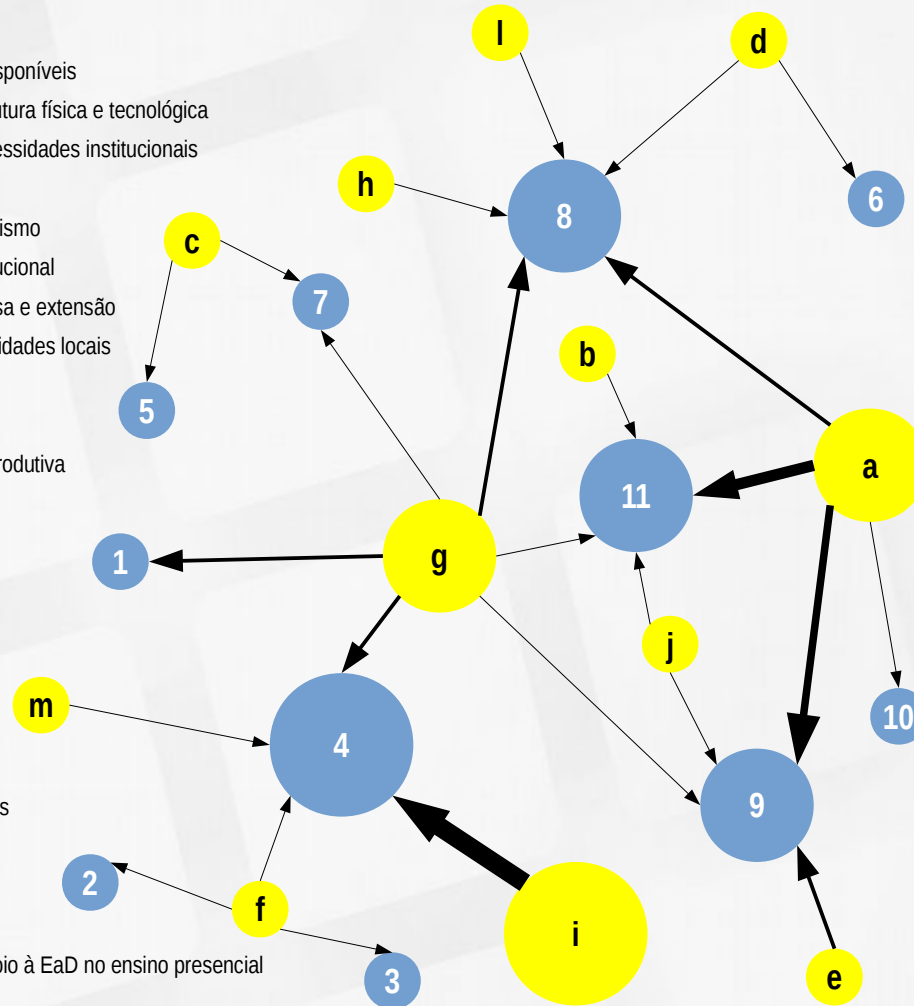 l
d
sponíveis
utura física e tecnológica
essidades institucionais
h
6
8
ismo
c
ucional
7
sa e extensão
idades locais
b
5
rodutiva
a
11
1
g
j
m
10
4
9
s
2
f
i
oio à EaD no ensino presencial
3
e